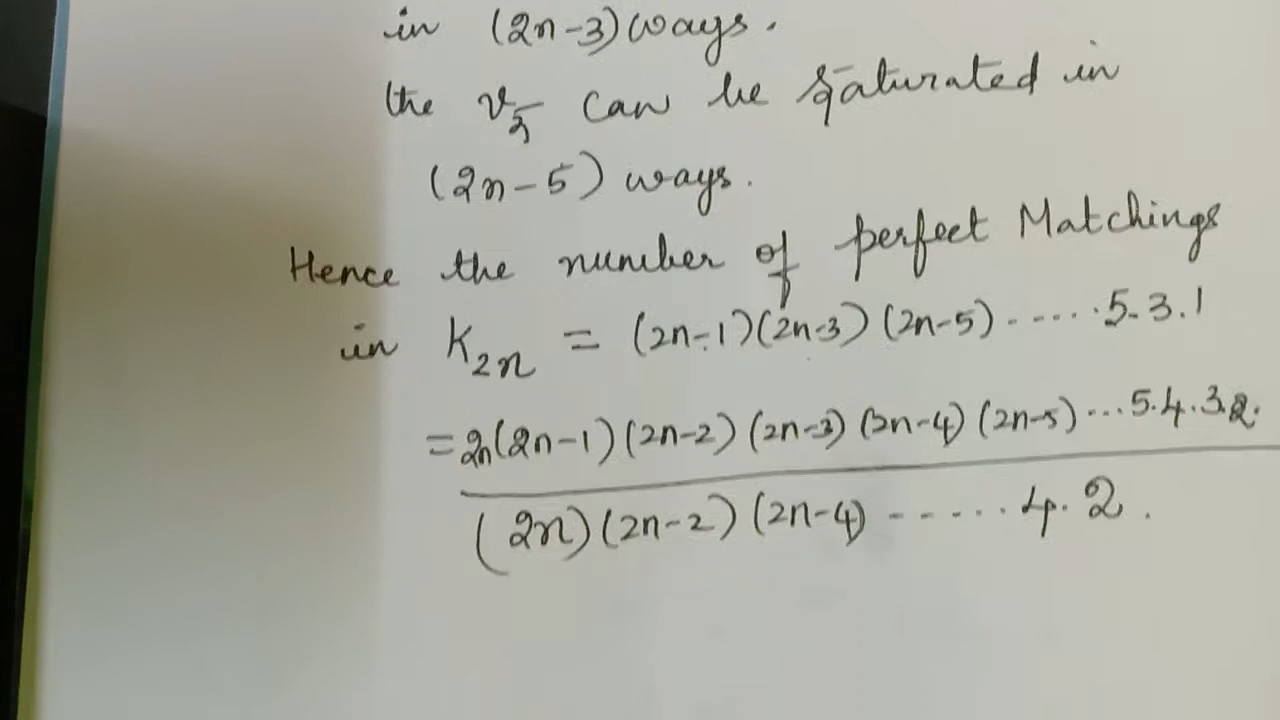 in (2n-3) ways.
the v_5 can be saturated in
(2n-5) ways.
Hence the number of perfect Matchings
in K_2n = (2n-1)(2n-3)(2n-5)-----5.3.1
=2n(2n-1)(2n-2)(2n-3)(2n-4)(2n-5)...5.4.3.2.
(2n)(2n-2)(2n-4)-----4.2.